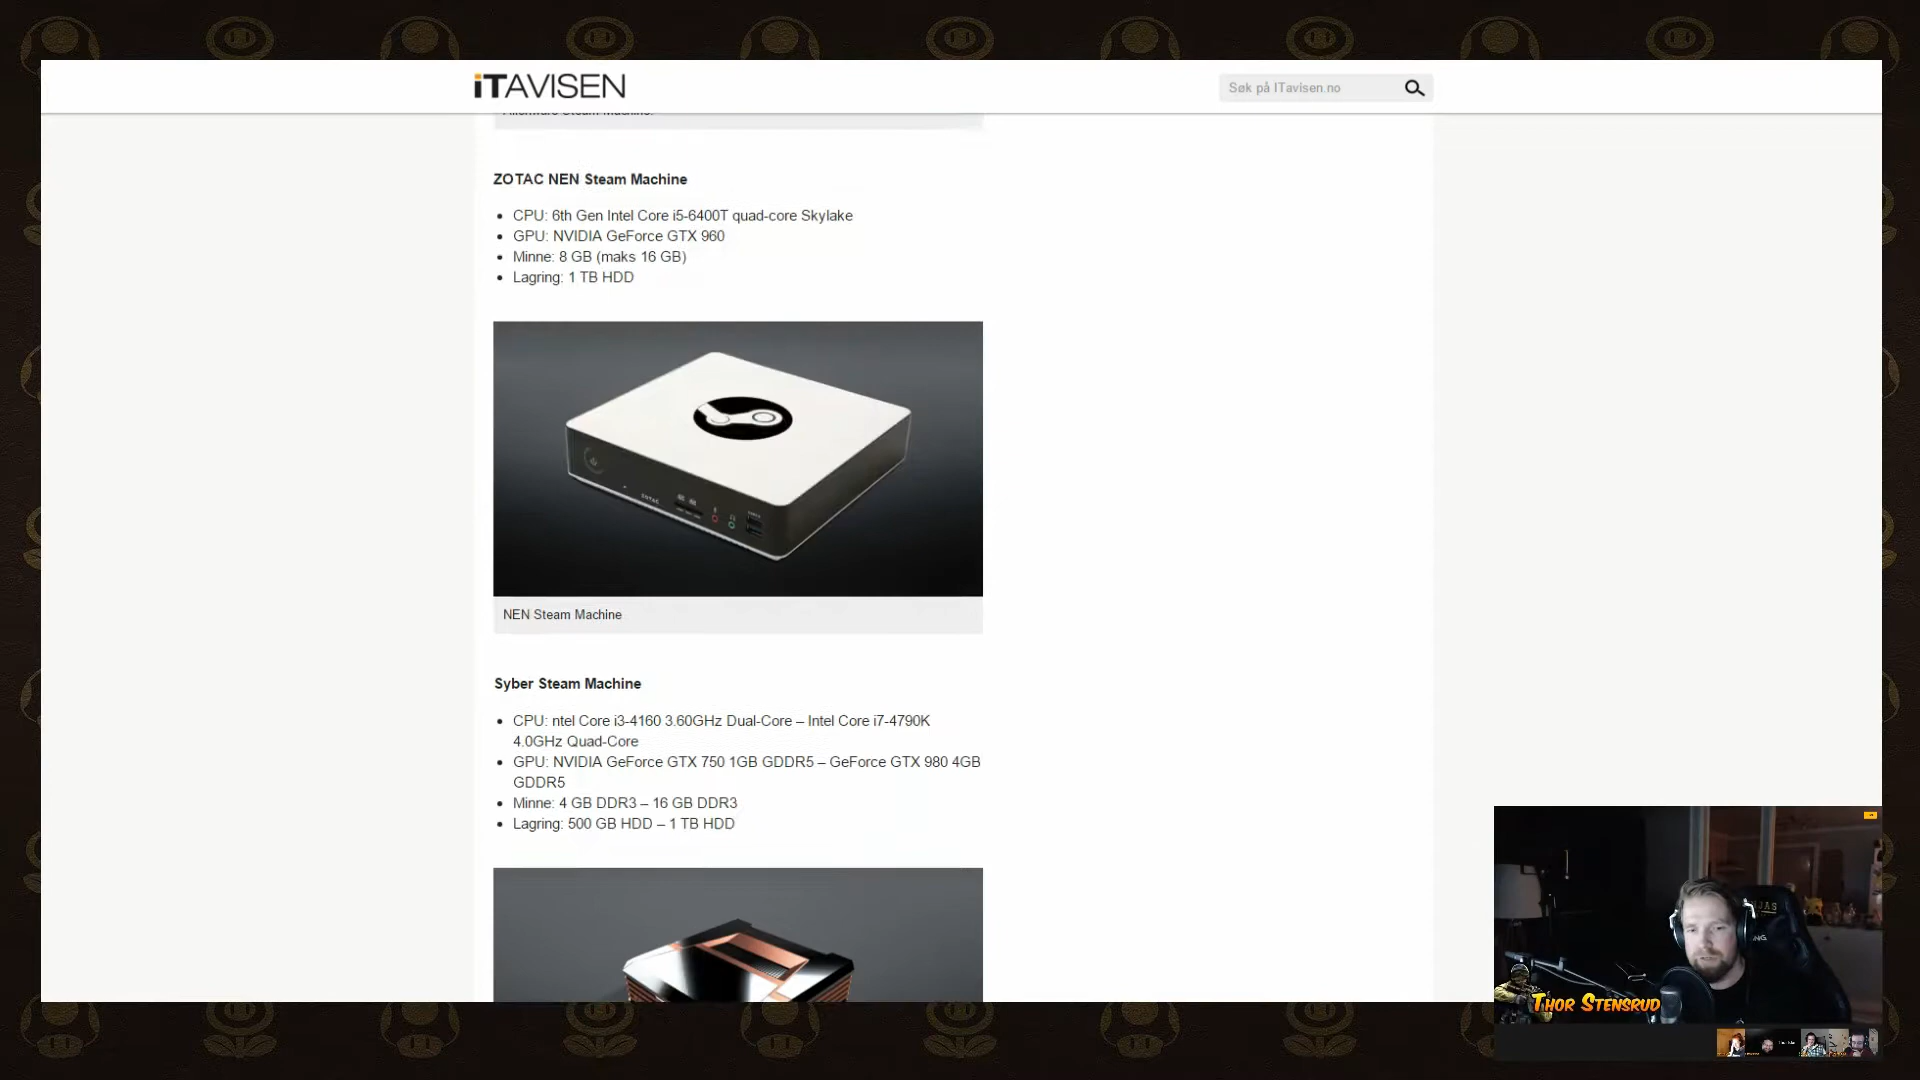 iTAVISEN
Søk på ITavisen.no
Alienware Steam Machine.
ZOTAC NEN Steam Machine
CPU: 6th Gen Intel Core i5-6400T quad-core Skylake
GPU: NVIDIA GeForce GTX 960
Minne: 8 GB (maks 16 GB)
Lagring: 1 TB HDD
ZOTAC
NEN Steam Machine
Syber Steam Machine
CPU: ntel Core i3-4160 3.60GHz Dual-Core – Intel Core i7-4790K
4.0GHz Quad-Core
GPU: NVIDIA GeForce GTX 750 1GB GDDR5 – GeForce GTX 980 4GB
GDDR5
Minne: 4 GB DDR3 – 16 GB DDR3
Lagring: 500 GB HDD – 1 TB HDD
THOR STENSRUD